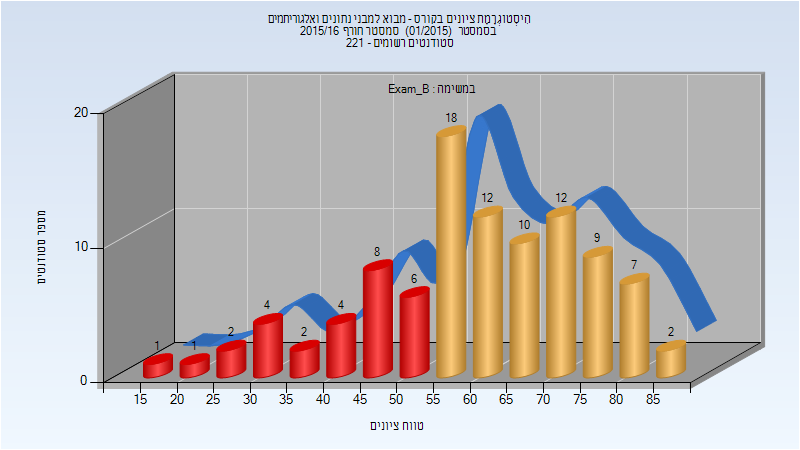 היסטוגרמת ציונים בקורס - מבוא למבני נתונים ואלגוריתמים
בסמסטר (01/2015) סמסטר חורף 2015/16
סטודנטים רשומים - 221
במשימה : Exam_B
מספר סטודנטים
20
10
0
1
1
2
4
2
4
8
6
18
12
10
12
9
7
2
15 20 25 30 35 40 45 50 55 60 65 70 75 80 85
טווח ציונים